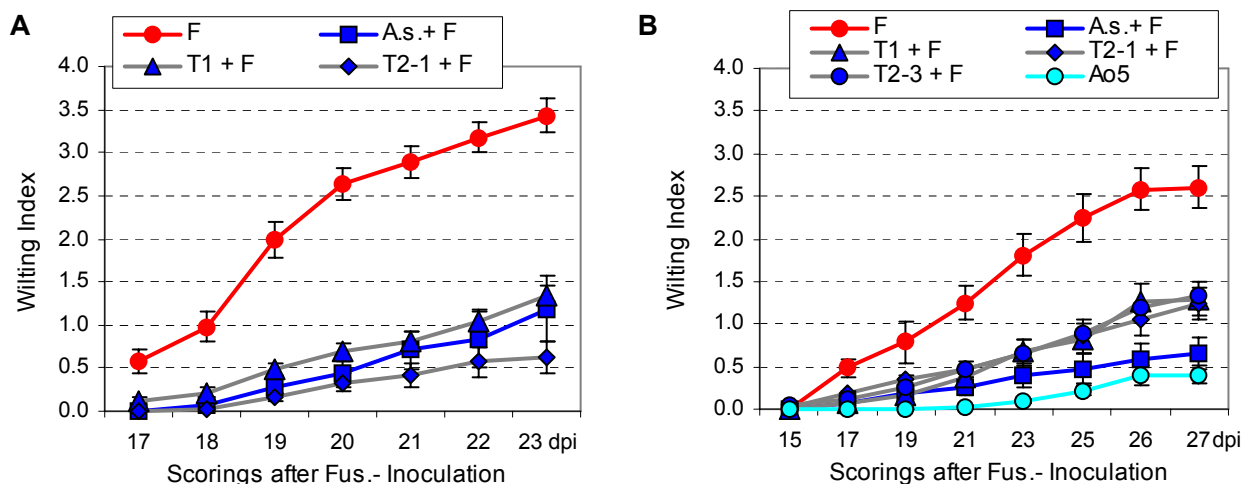 A
F
A.s.+ F
T1 + F
T2-1 + F
4.0
3.5
3.0
2.5
2.0
1.5
1.0
0.5
0.0
Wilting Index
17 18 19 20 21 22 23 dpi
Scorings after Fus.- Inoculation
B
F
A.s.+ F
T1 + F
T2-1 + F
T2-3 + F
Ao5
4.0
3.5
3.0
2.5
2.0
1.5
1.0
0.5
0.0
Wilting Index
15 17 19 21 23 25 26 27 dpi
Scorings after Fus.- Inoculation